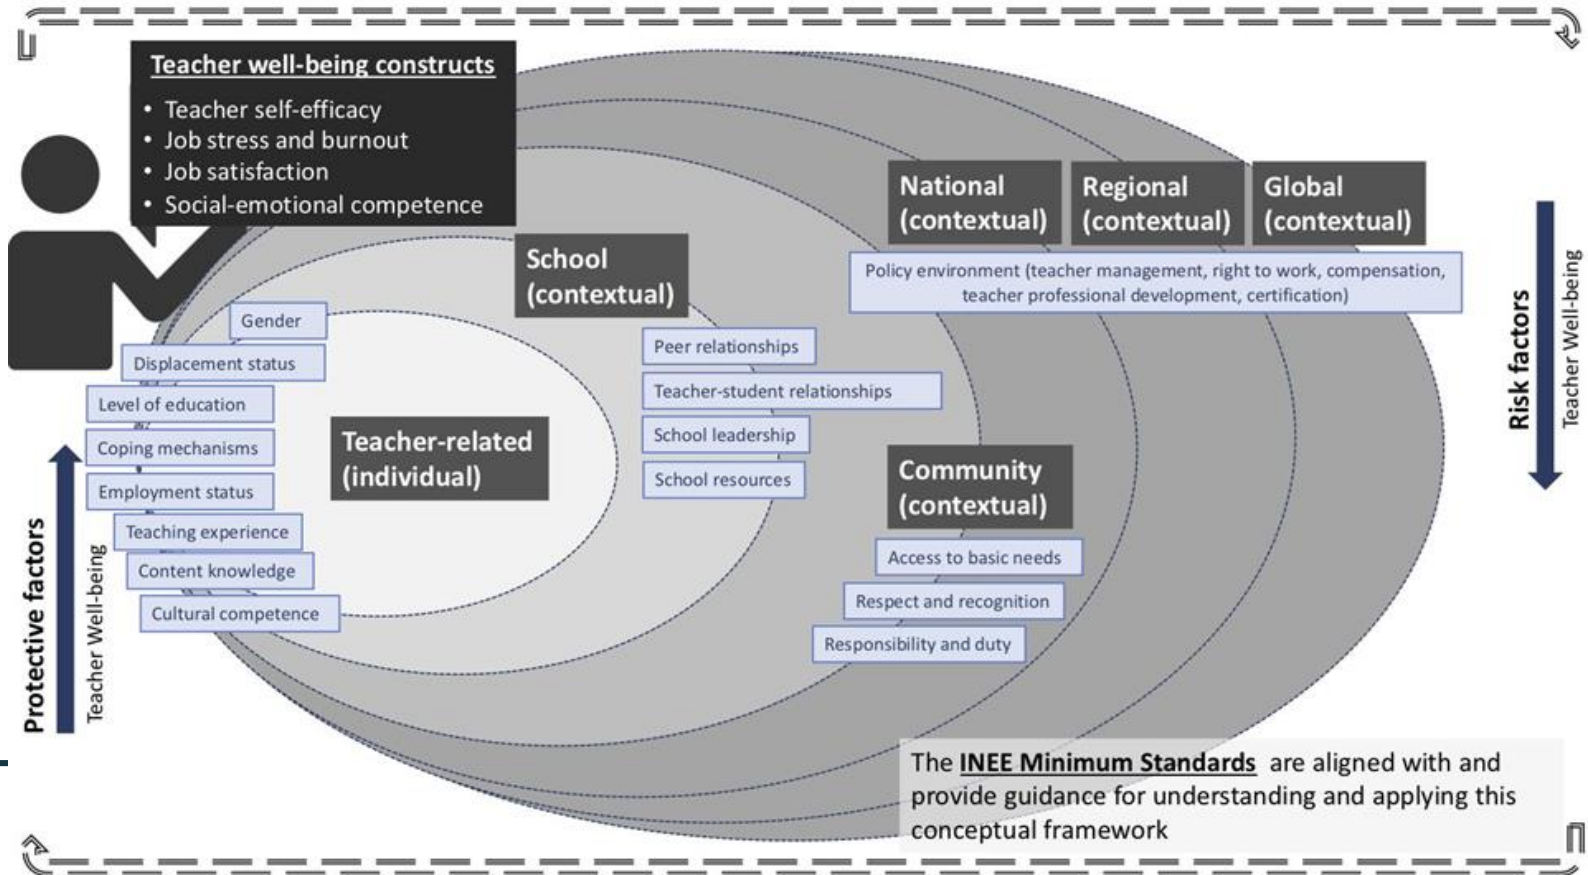 Teacher well-being constructs
• Teacher self-efficacy
• Job stress and burnout
• Job satisfaction
• Social-emotional competence
National
(contextual)
Regional
(contextual)
Global
(contextual)
Policy environment (teacher management, right to work, compensation,
teacher professional development, certification)
School
(contextual)
Peer relationships
Teacher-student relationships
School leadership
School resources
Gender
Displacement status
Level of education
Coping mechanisms
Employment status
Teaching experience
Content knowledge
Cultural competence
Teacher-related
(individual)
Community
(contextual)
Access to basic needs
Respect and recognition
Responsibility and duty
Protective factors
Teacher Well-being
Risk factors
Teacher Well-being
The INEE Minimum Standards are aligned with and
provide guidance for understanding and applying this
conceptual framework